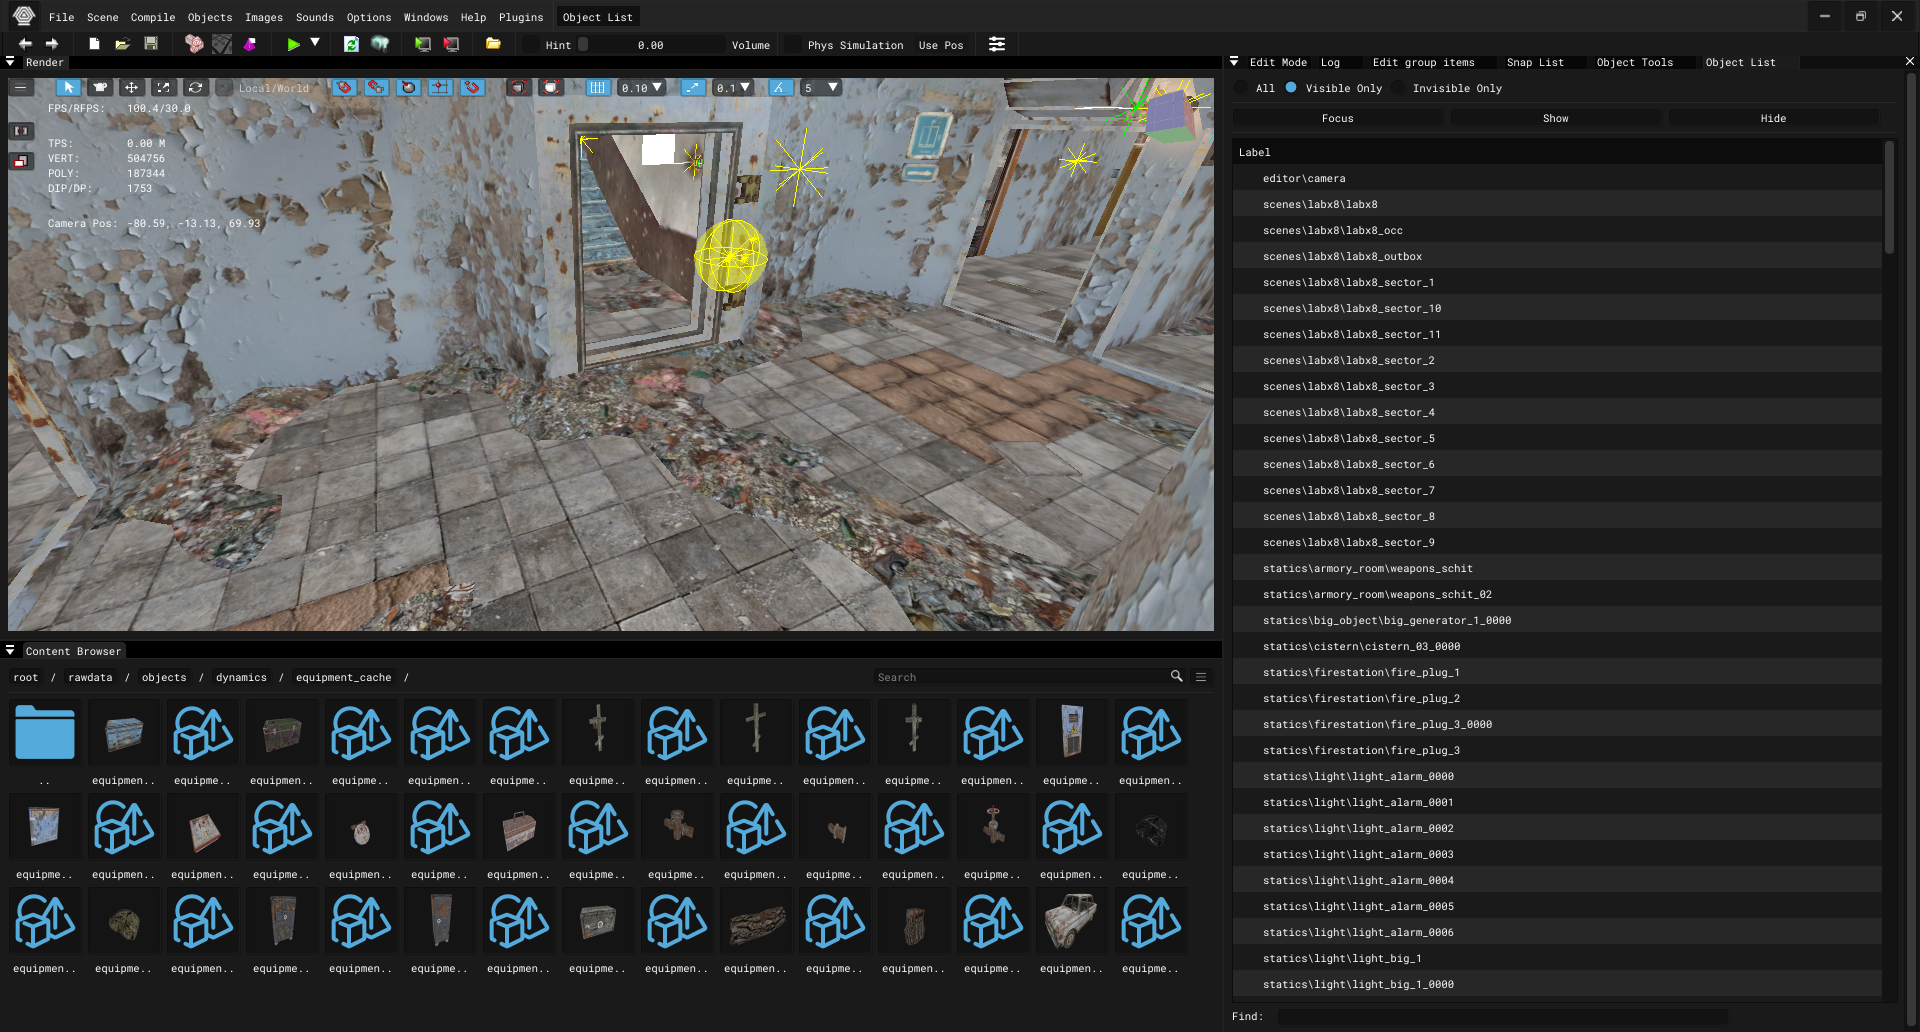 File Scene Compile Objects Images Sounds Options Windows Help Plugins Object List
Hint 0.00 Volume Phys Simulation Use Pos
Render
Local/World 0.10 0.1 5
FPS/RFPS: 100.4/30.0
TPS: 0.00 M
VERT: 504756
POLY: 187344
DIP/DP: 1753
Camera Pos: -80.59, -13.13, 69.93
Content Browser
root / rawdata / objects / dynamics / equipment_cache /
Search
.. equipmen.. equipme.. equipmen.. equipme.. equipmen.. equipme.. equipme.. equipmen.. equipme.. equipmen.. equipme.. equipmen.. equipme.. equipmen..
equipme.. equipmen.. equipmen.. equipmen.. equipme.. equipmen.. equipme.. equipmen.. equipme.. equipmen.. equipme.. equipmen.. equipme.. equipmen.. equipme..
equipmen.. equipme.. equipmen.. equipme.. equipmen.. equipme.. equipmen.. equipme.. equipmen.. equipme.. equipmen.. equipme.. equipmen.. equipmen.. equipme..
Edit Mode Log Edit group items Snap List Object Tools Object List
All Visible Only Invisible Only
Focus Show Hide
Label
editor\camera
scenes\labx8\labx8
scenes\labx8\labx8_occ
scenes\labx8\labx8_outbox
scenes\labx8\labx8_sector_1
scenes\labx8\labx8_sector_10
scenes\labx8\labx8_sector_11
scenes\labx8\labx8_sector_2
scenes\labx8\labx8_sector_3
scenes\labx8\labx8_sector_4
scenes\labx8\labx8_sector_5
scenes\labx8\labx8_sector_6
scenes\labx8\labx8_sector_7
scenes\labx8\labx8_sector_8
scenes\labx8\labx8_sector_9
statics\armory_room\weapons_schit
statics\armory_room\weapons_schit_02
statics\big_object\big_generator_1_0000
statics\cistern\cistern_03_0000
statics\firestation\fire_plug_1
statics\firestation\fire_plug_2
statics\firestation\fire_plug_3_0000
statics\firestation\fire_plug_3
statics\light\light_alarm_0000
statics\light\light_alarm_0001
statics\light\light_alarm_0002
statics\light\light_alarm_0003
statics\light\light_alarm_0004
statics\light\light_alarm_0005
statics\light\light_alarm_0006
statics\light\light_big_1
statics\light\light_big_1_0000
Find: